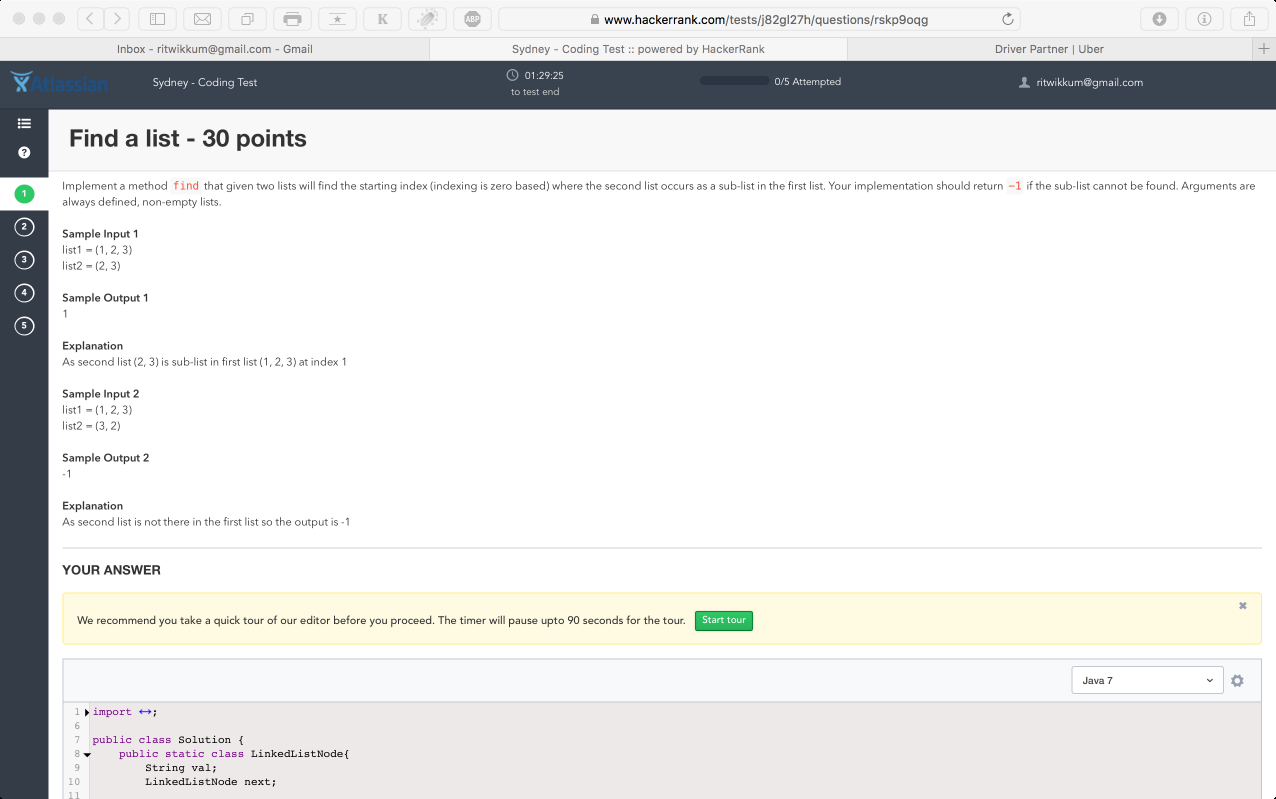 K
ABP
www.hackerrank.com/tests/j82gl27h/questions/rskp9oqg
Inbox - ritwikkum@gmail.com - Gmail
Sydney - Coding Test :: powered by HackerRank
Driver Partner | Uber
Atlassian
Sydney - Coding Test
01:29:25
to test end
0/5 Attempted
ritwikkum@gmail.com
Find a list - 30 points
1
2
3
4
5
Implement a method find that given two lists will find the starting index (indexing is zero based) where the second list occurs as a sub-list in the first list. Your implementation should return -1 if the sub-list cannot be found. Arguments are
always defined, non-empty lists.
Sample Input 1
list1 = (1, 2, 3)
list2 = (2, 3)
Sample Output 1
1
Explanation
As second list (2, 3) is sub-list in first list (1, 2, 3) at index 1
Sample Input 2
list1 = (1, 2, 3)
list2 = (3, 2)
Sample Output 2
-1
Explanation
As second list is not there in the first list so the output is -1
YOUR ANSWER
We recommend you take a quick tour of our editor before you proceed. The timer will pause upto 90 seconds for the tour. Start tour
Java 7
1 import ↔;
6
7 public class Solution {
8 public static class LinkedListNode{
9 String val;
10 LinkedListNode next;
11